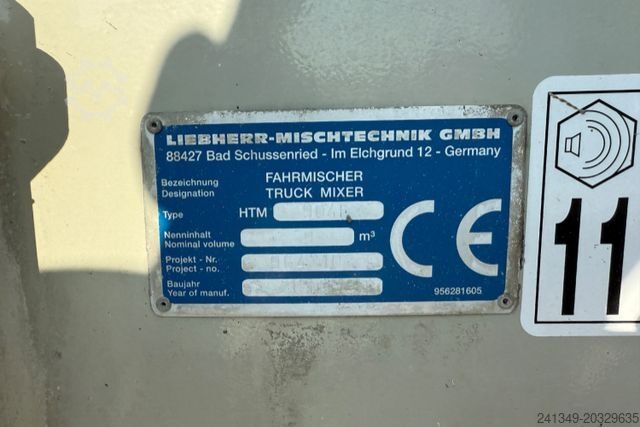 LIEBHERR-MISCHTECHNIK GMBH
88427 Bad Schussenried - Im Elchgrund 12 - Germany
Bezeichnung FAHRMISCHER
Designation TRUCK MIXER
Type HTM
Nenninhalt
Nominal volume m³
Projekt - Nr.
Project - no.
Baujahr
Year of manuf.
CE
956281605
11
241349-20329635